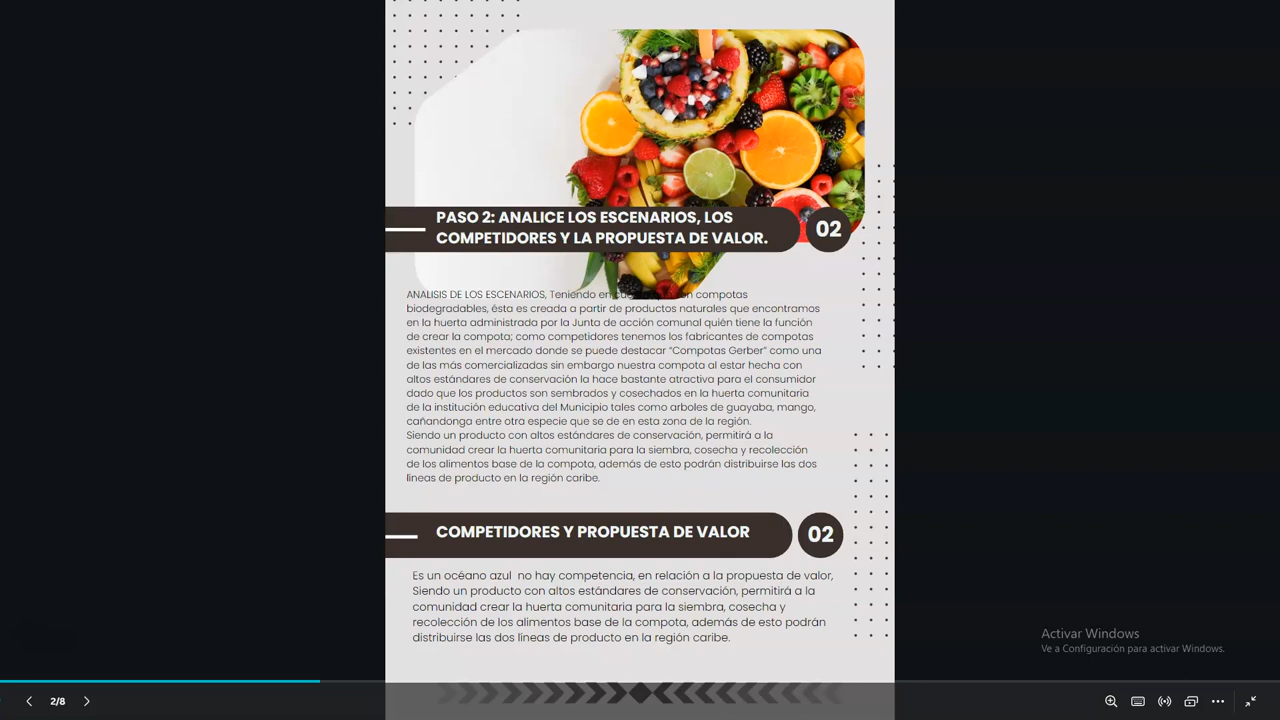 PASO 2: ANALICE LOS ESCENARIOS, LOS
COMPETIDORES Y LA PROPUESTA DE VALOR.
02
ANALISIS DE LOS ESCENARIOS, Teniendo en compotas
biodegradables, ésta es creada a partir de productos naturales que encontramos
en la huerta administrada por la Junta de acción comunal quién tiene la función
de crear la compota; como competidores tenemos los fabricantes de compotas
existentes en el mercado donde se puede destacar "Compotas Gerber" como una
de las más comercializadas sin embargo nuestra compota al estar hecha con
altos estándares de conservación la hace bastante atractiva para el consumidor
dado que los productos son sembrados y cosechados en la huerta comunitaria
de la institución educativa del Municipio tales como arboles de guayaba, mango,
cañandonga entre otra especie que se de en esta zona de la región.
Siendo un producto con altos estándares de conservación, permitirá a la
comunidad crear la huerta comunitaria para la siembra, cosecha y recolección
de los alimentos base de la compota, además de esto podrán distribuirse las dos
líneas de producto en la región caribe.
COMPETIDORES Y PROPUESTA DE VALOR
02
Es un océano azul no hay competencia, en relación a la propuesta de valor,
Siendo un producto con altos estándares de conservación, permitirá a la
comunidad crear la huerta comunitaria para la siembra, cosecha y
recolección de los alimentos base de la compota, además de esto podrán
distribuirse las dos líneas de producto en la región caribe.
Activar Windows
Ve a Configuración para activar Windows.
2/8